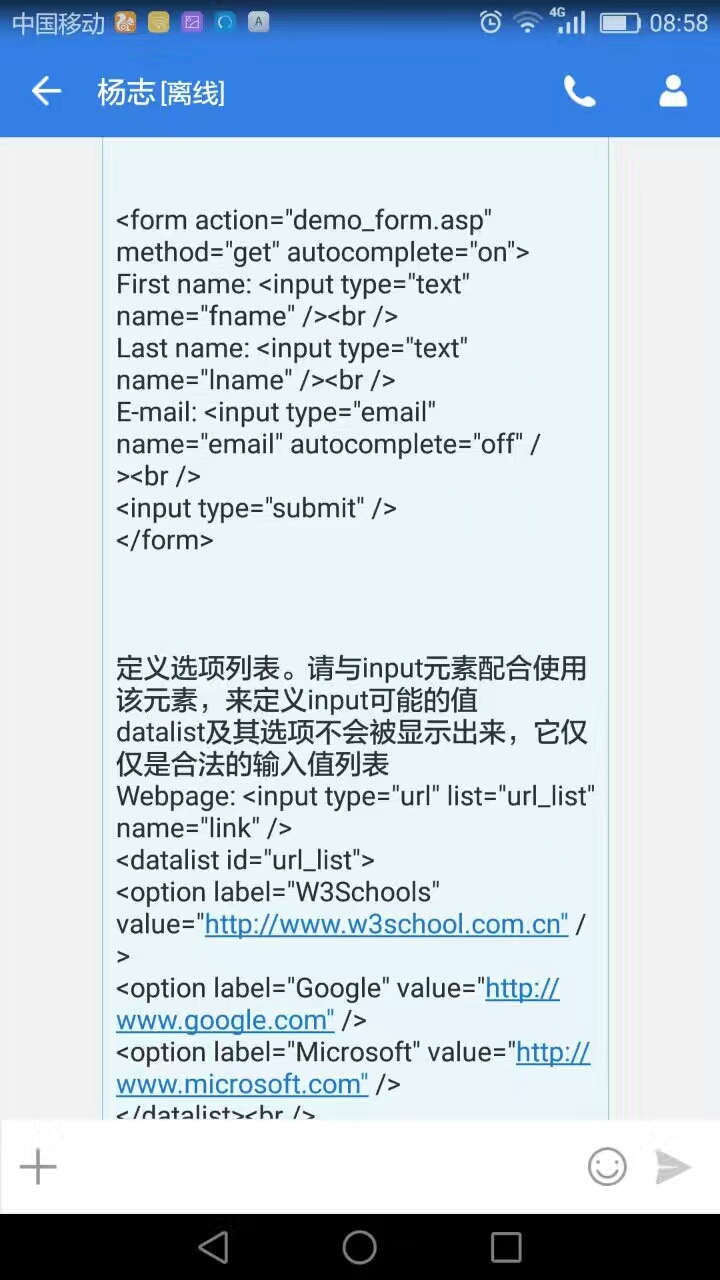 中国移动
4G
08:58
杨志[离线]
<form action="demo_form.asp"
method="get" autocomplete="on">
First name: <input type="text"
name="fname" /><br />
Last name: <input type="text"
name="lname" /><br />
E-mail: <input type="email"
name="email" autocomplete="off" /
><br />
<input type="submit" />
</form>
定义选项列表。请与input元素配合使用
该元素，来定义input可能的值
datalist及其选项不会被显示出来，它仅
仅是合法的输入值列表
Webpage: <input type="url" list="url_list"
name="link" />
<datalist id="url_list">
<option label="W3Schools"
value="http://www.w3school.com.cn" /
>
<option label="Google" value="http://
www.google.com" />
<option label="Microsoft" value="http://
www.microsoft.com" />
</datalist><br />